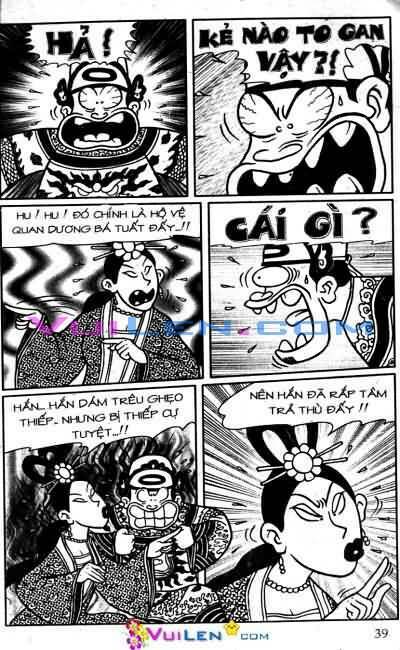 HẢ!
KẺ NÀO TO GAN
VẬY?!
HU! HU! ĐÓ CHÍNH LÀ HỘ VỆ
QUAN DƯƠNG BÁ TUẤT ĐẤY..!!
CÁI GÌ?
VUILEN.COM
HẮN... HẮN DÁM TRÊU GHẸO
THIẾP.. NHƯNG BỊ THIẾP CỰ
TUYỆT...!!
NÊN HẮN ĐÃ RẮP TÂM
TRẢ THÙ ĐẤY!!
39
VUILEN.COM